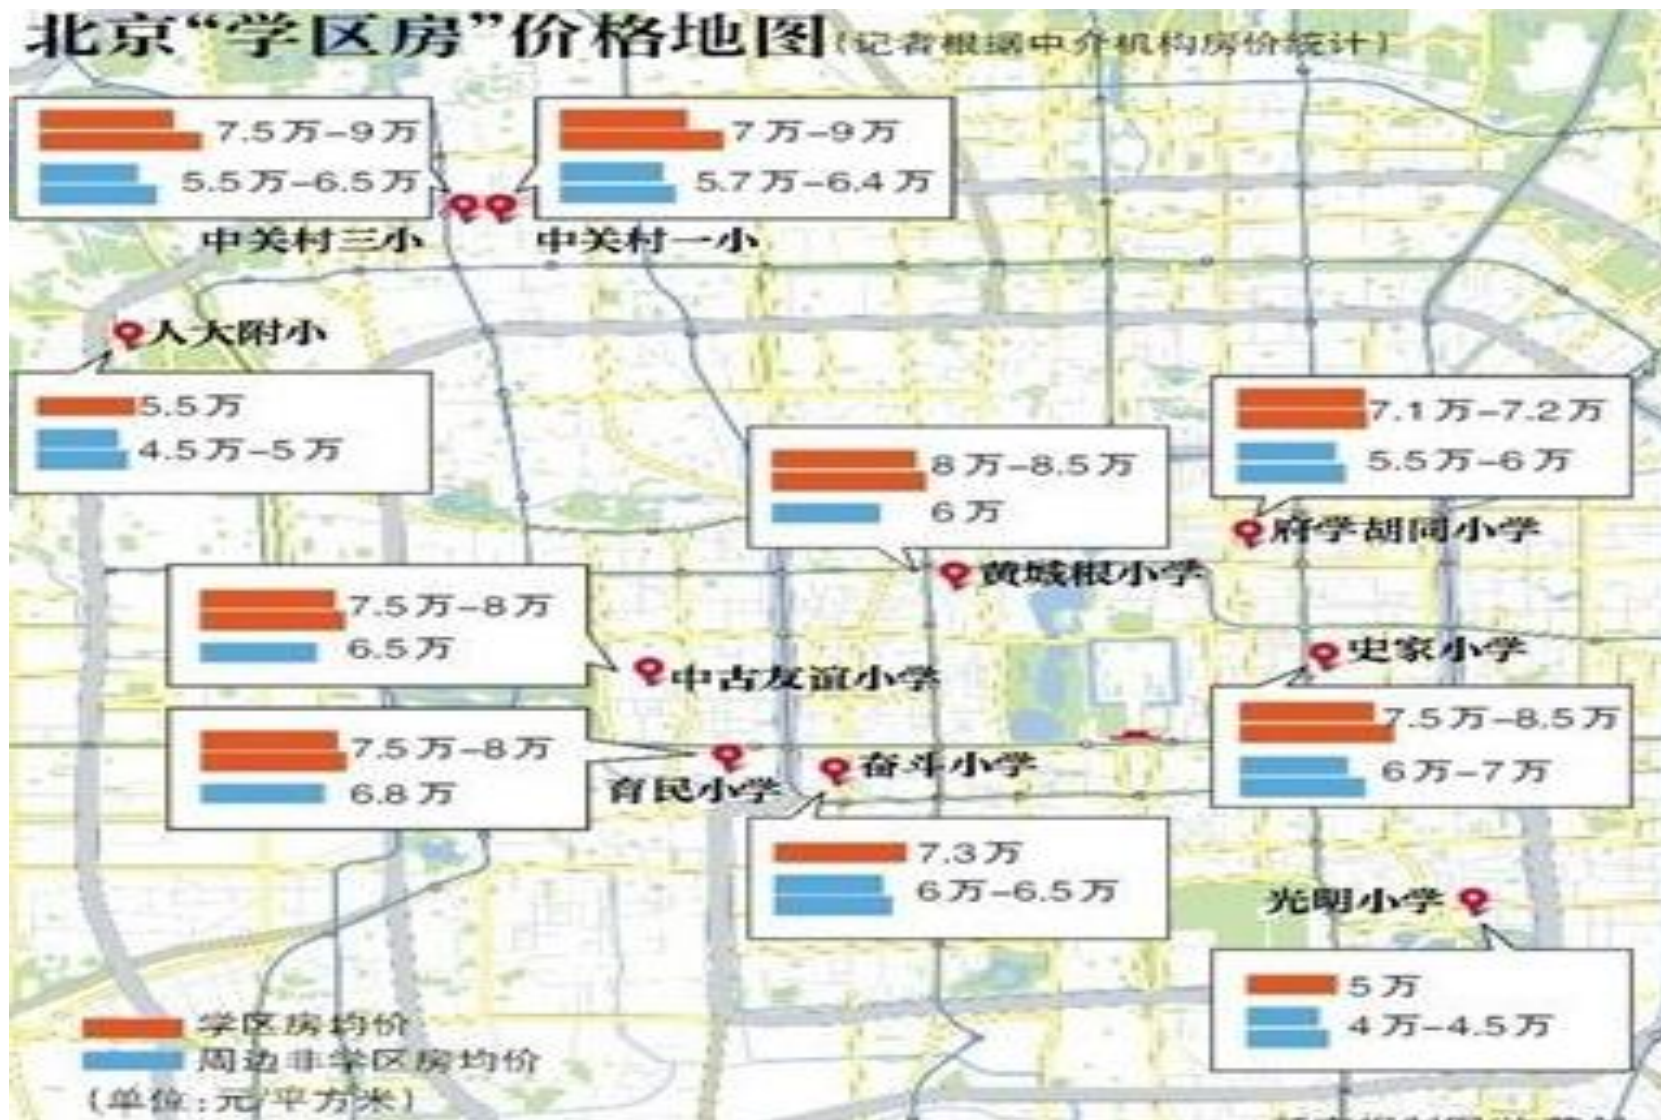 北京“学区房”价格地图(记者根据中介机构房价统计)
7.5万-9万
5.5万-6.5万
中关村三小
7万-9万
5.7万-6.4万
中关村一小
人大附小
5.5万
4.5万-5万
8万-8.5万
6万
黄城根小学
7.1万-7.2万
5.5万-6万
府学胡同小学
7.5万-8万
6.5万
中古友谊小学
史家小学
7.5万-8.5万
6万-7万
7.5万-8万
6.8万
育民小学
奋斗小学
7.3万
6万-6.5万
光明小学
5万
4万-4.5万
学区房均价
周边非学区房均价
(单位:元/平方米)